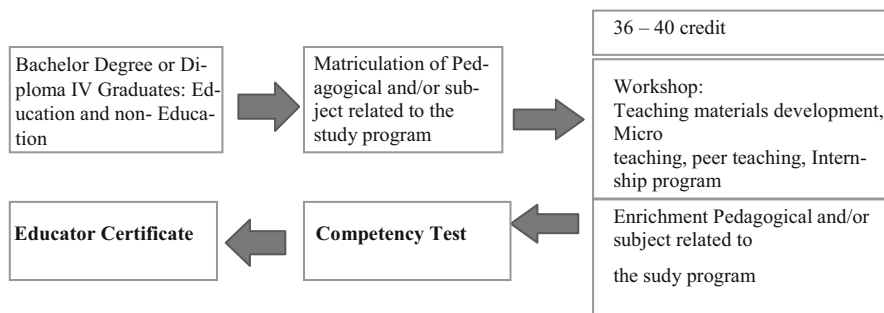 Bachelor Degree or Di-
ploma IV Graduates: Ed-
ucation and non- Educa-
tion
Matriculation of Ped-
agogical and/or sub-
ject related to the
study program
36 – 40 credit
Workshop:
Teaching materials development,
Micro
teaching, peer teaching, Intern-
ship program
Enrichment Pedagogical and/or
subject related to
the sudy program
Competency Test
Educator Certificate